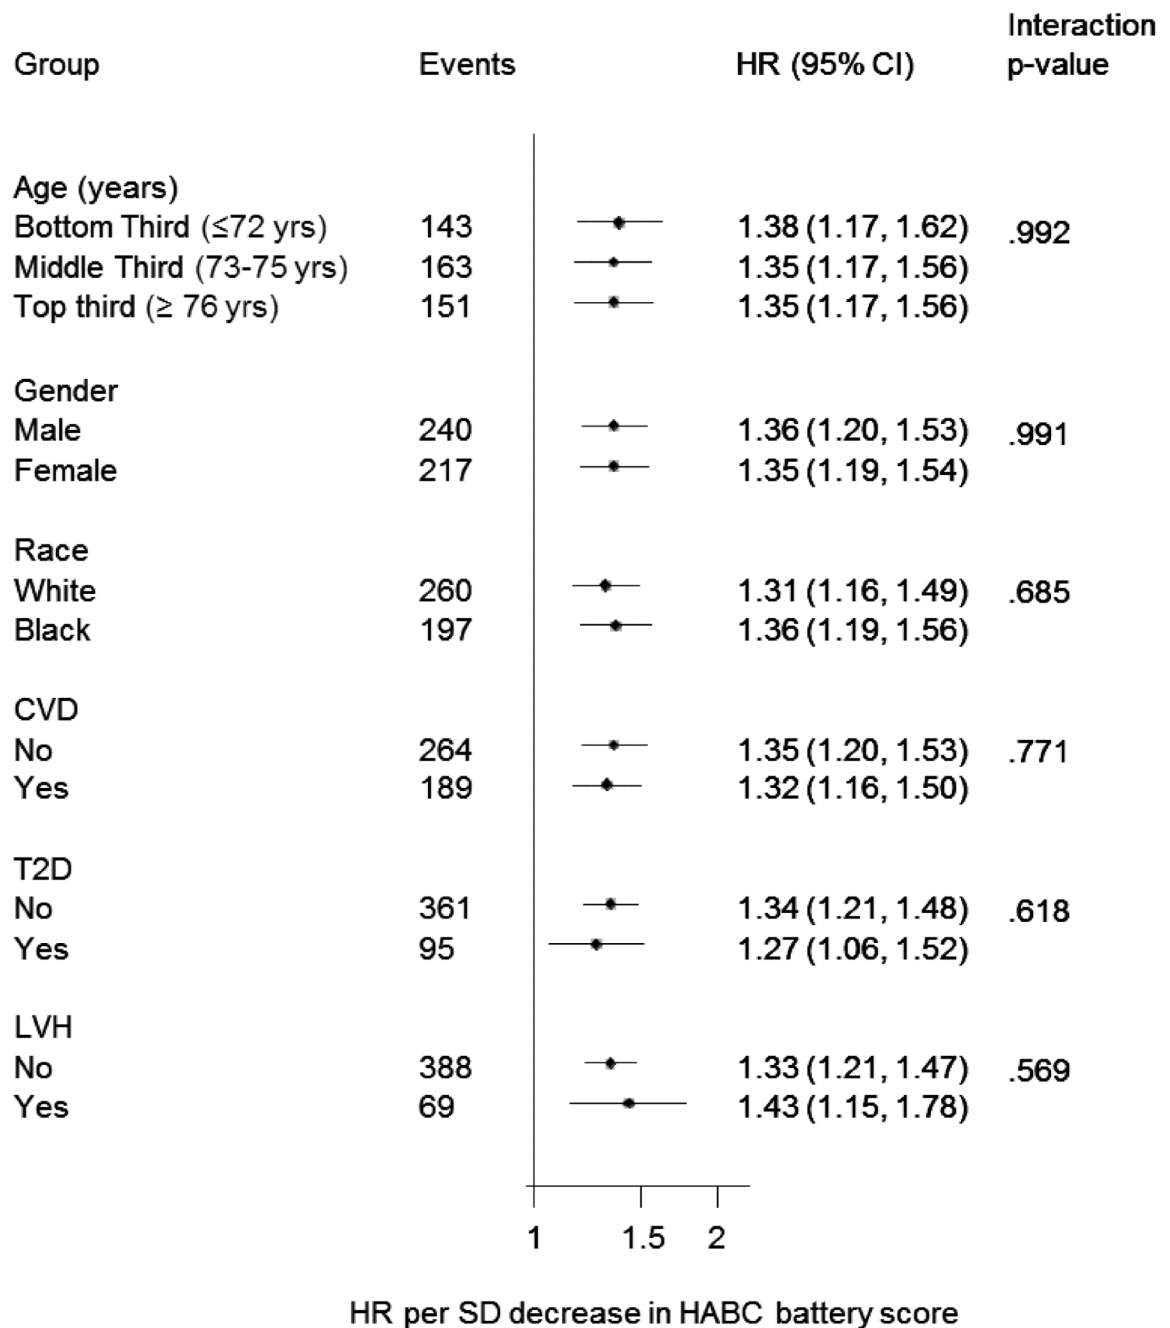 Interaction
Group Events HR (95% CI) p-value
Age (years)
Bottom Third (≤72 yrs) 143 1.38 (1.17, 1.62) .992
Middle Third (73-75 yrs) 163 1.35 (1.17, 1.56)
Top third (≥ 76 yrs) 151 1.35 (1.17, 1.56)
Gender
Male 240 1.36 (1.20, 1.53) .991
Female 217 1.35 (1.19, 1.54)
Race
White 260 1.31 (1.16, 1.49) .685
Black 197 1.36 (1.19, 1.56)
CVD
No 264 1.35 (1.20, 1.53) .771
Yes 189 1.32 (1.16, 1.50)
T2D
No 361 1.34 (1.21, 1.48) .618
Yes 95 1.27 (1.06, 1.52)
LVH
No 388 1.33 (1.21, 1.47) .569
Yes 69 1.43 (1.15, 1.78)
1 1.5 2
HR per SD decrease in HABC battery score